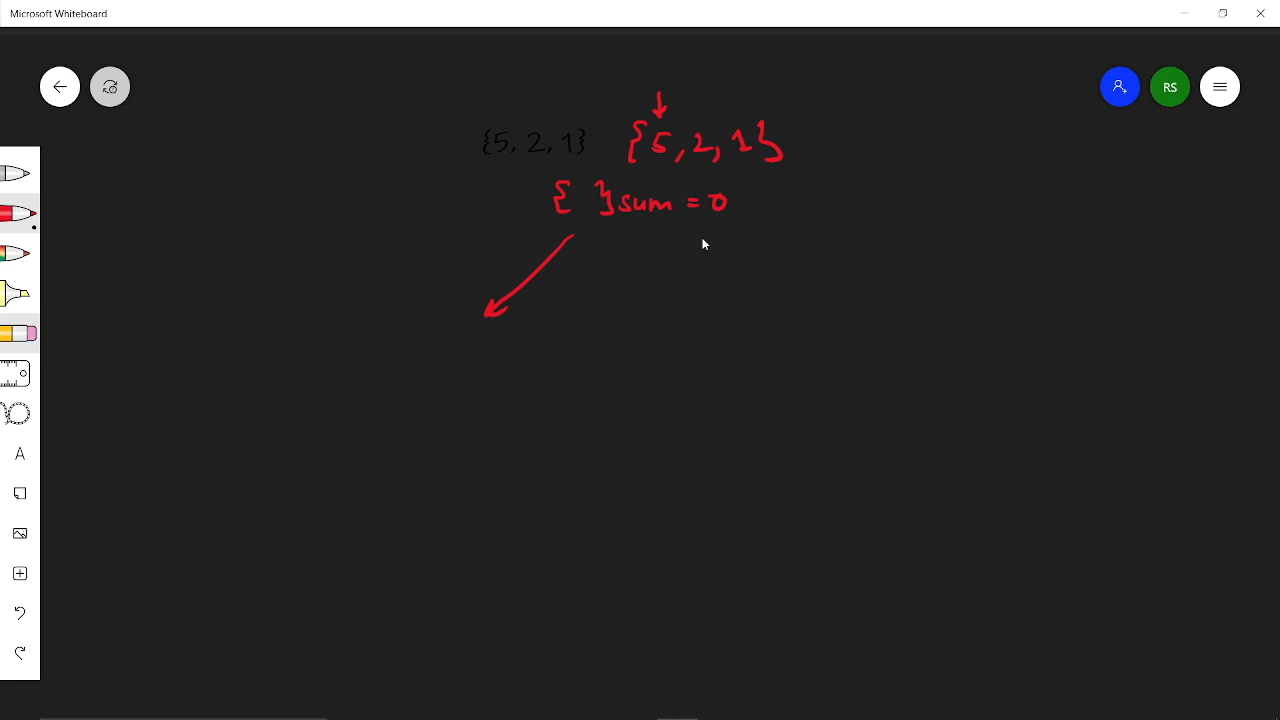 Microsoft Whiteboard
RS
{5, 2, 1} {5, 2, 1}
{ } sum = 0
A